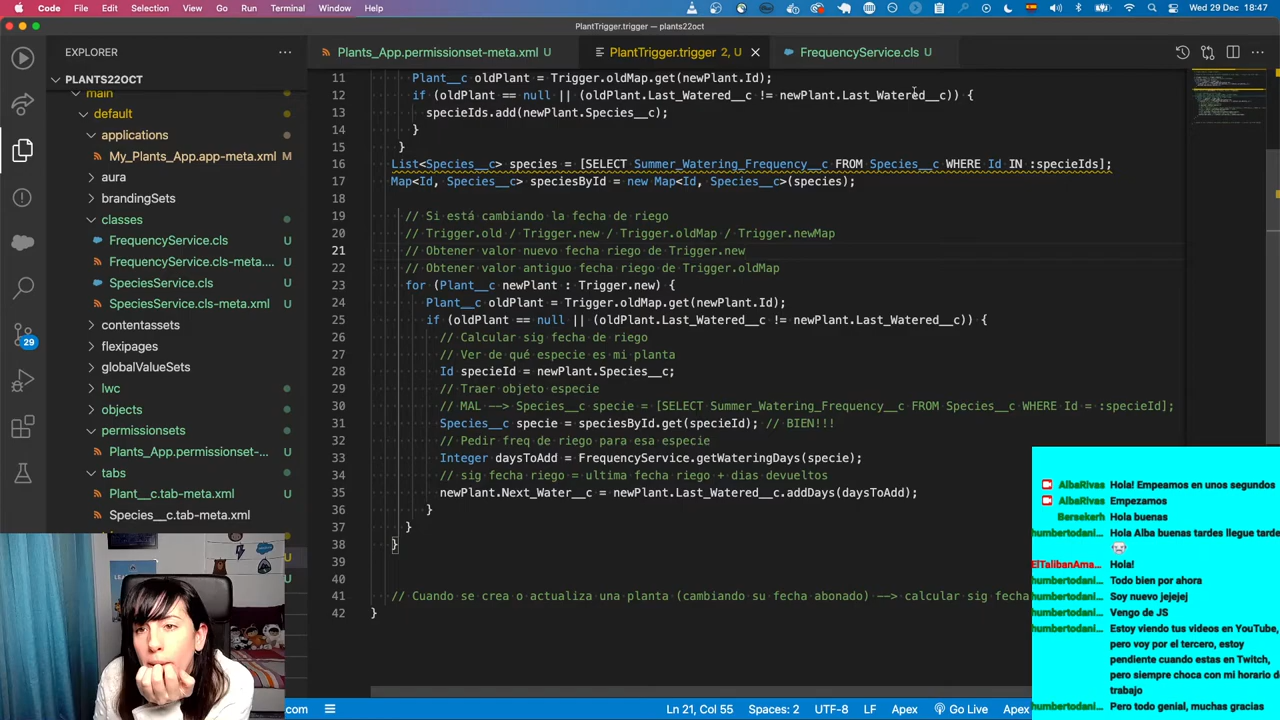 Code File Edit Selection View Go Run Terminal Window Help
Wed 29 Dec 18:47
PlantTrigger.trigger — plants22oct
EXPLORER
Plants_App.permissionset-meta.xml U
PlantTrigger.trigger 2, U
FrequencyService.cls U
PLANTS22OCT
main
default
applications
My_Plants_App.app-meta.xml M
aura
brandingSets
classes
FrequencyService.cls U
FrequencyService.cls-meta.... U
SpeciesService.cls U
SpeciesService.cls-meta.xml U
contentassets
flexipages
globalValueSets
lwc
objects
permissionsets
Plants_App.permissionset-... U
tabs
Plant__c.tab-meta.xml U
Species__c.tab-meta.xml U
29
11 Plant__c oldPlant = Trigger.oldMap.get(newPlant.Id);
12 if (oldPlant == null || (oldPlant.Last_Watered__c != newPlant.Last_Watered__c)) {
13 specieIds.add(newPlant.Species__c);
14 }
15 }
16 List<Species__c> species = [SELECT Summer_Watering_Frequency__c FROM Species__c WHERE Id IN :specieIds];
17 Map<Id, Species__c> speciesById = new Map<Id, Species__c>(species);
18
19 // Si está cambiando la fecha de riego
20 // Trigger.old / Trigger.new / Trigger.oldMap / Trigger.newMap
21 // Obtener valor nuevo fecha riego de Trigger.new
22 // Obtener valor antiguo fecha riego de Trigger.oldMap
23 for (Plant__c newPlant : Trigger.new) {
24 Plant__c oldPlant = Trigger.oldMap.get(newPlant.Id);
25 if (oldPlant == null || (oldPlant.Last_Watered__c != newPlant.Last_Watered__c)) {
26 // Calcular sig fecha de riego
27 // Ver de qué especie es mi planta
28 Id specieId = newPlant.Species__c;
29 // Traer objeto especie
30 // MAL --> Species__c specie = [SELECT Summer_Watering_Frequency__c FROM Species__c WHERE Id = :specieId];
31 Species__c specie = speciesById.get(specieId); // BIEN!!!
32 // Pedir freq de riego para esa especie
33 Integer daysToAdd = FrequencyService.getWateringDays(specie);
34 // sig fecha riego = ultima fecha riego + dias devueltos
35 newPlant.Next_Water__c = newPlant.Last_Watered__c.addDays(daysToAdd);
36 }
37 }
38 }
39
40
41 // Cuando se crea o actualiza una planta (cambiando su fecha abonado) --> calcular sig fecha
42 }
AlbaRivas Hola! Empeamos en unos segundos
AlbaRivas Empezamos
Bersekerh Hola buenas
humbertodani... Hola Alba buenas tardes llegue tarde
ElTalibanAma... Hola!
humbertodani... Todo bien por ahora
humbertodani... Soy nuevo jejejej
humbertodani... Vengo de JS
humbertodani... Estoy viendo tus videos en YouTube,
pero voy por el tercero, estoy
pendiente cuando estas en Twitch,
pero siempre choca con mi horario de
trabajo
humbertodani... Pero todo genial, muchas gracias
.com
Ln 21, Col 55 Spaces: 2 UTF-8 LF Apex Go Live Apex